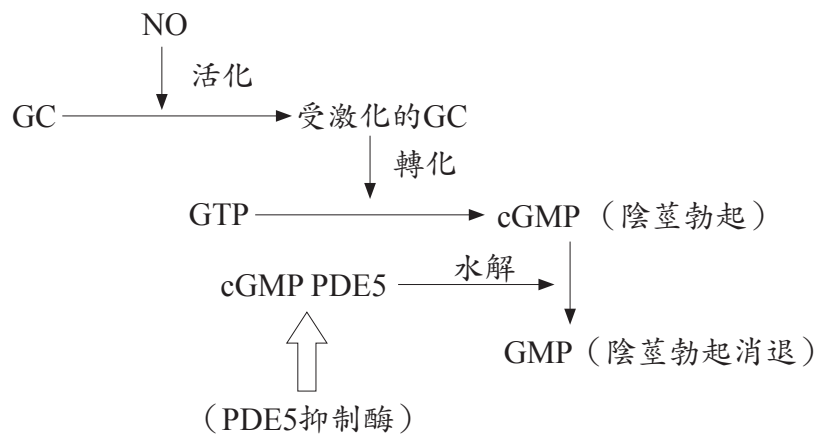 NO
活化
GC 受激化的GC
轉化
GTP cGMP（陰莖勃起）
cGMP PDE5 水解
GMP（陰莖勃起消退）
（PDE5抑制酶）